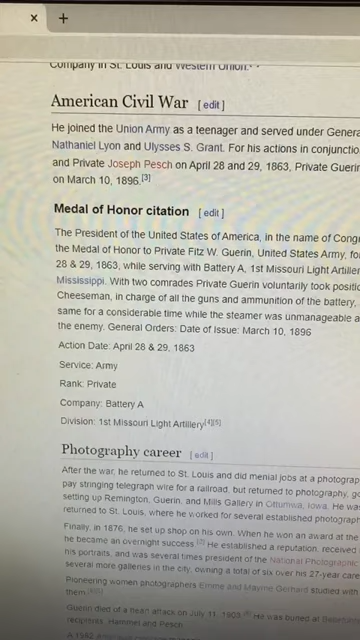 Company in St. Louis and Western Union.
American Civil War [ edit ]
He joined the Union Army as a teenager and served under Genera
Nathaniel Lyon and Ulysses S. Grant. For his actions in conjunctio
and Private Joseph Pesch on April 28 and 29, 1863, Private Guerin
on March 10, 1896.[3]
Medal of Honor citation [ edit ]
The President of the United States of America, in the name of Congr
the Medal of Honor to Private Fitz W. Guerin, United States Army, fo
28 & 29, 1863, while serving with Battery A, 1st Missouri Light Artiller
Mississippi. With two comrades Private Guerin voluntarily took positio
Cheeseman, in charge of all the guns and ammunition of the battery,
same for a considerable time while the steamer was unmanageable a
the enemy. General Orders: Date of Issue: March 10, 1896
Action Date: April 28 & 29, 1863
Service: Army
Rank: Private
Company: Battery A
Division: 1st Missouri Light Artillery[4][5]
Photography career [ edit ]
After the war, he returned to St. Louis and did menial jobs at a photograp
pay stringing telegraph wire for a railroad, but returned to photography, go
setting up Remington, Guerin, and Mills Gallery in Ottumwa, Iowa. He was
returned to St. Louis, where he worked for several established photograph
Finally, in 1876, he set up shop on his own. When he won an award at the
he became an overnight success.[2] He established a reputation, received
his portraits, and was several times president of the National Photographic
several more galleries in the city, owning a total of six over his 27-year care
Pioneering women photographers Emme and Mayme Gerhard studied with
them.
Guerin died of a heart attack on July 11, 1903. He was buried at
recipients, Hammel and Pesch.
A 1982